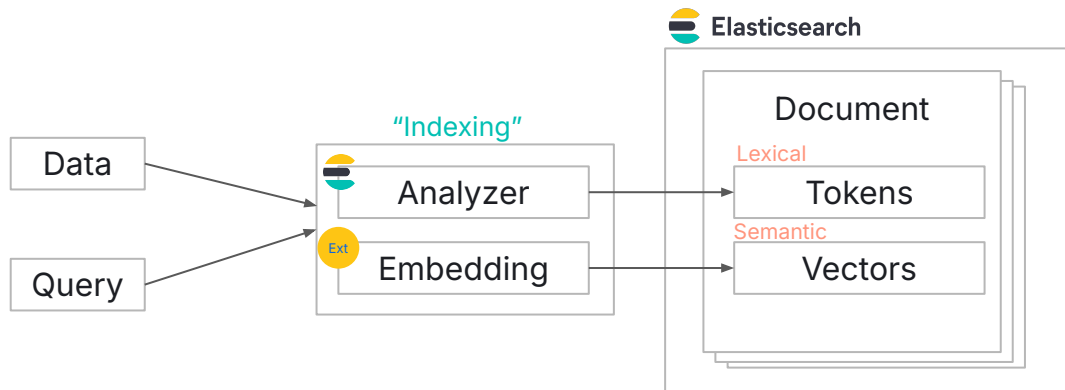 Elasticsearch
Document
"Indexing"
Data
Query
Analyzer
Ext
Embedding
Lexical
Tokens
Semantic
Vectors